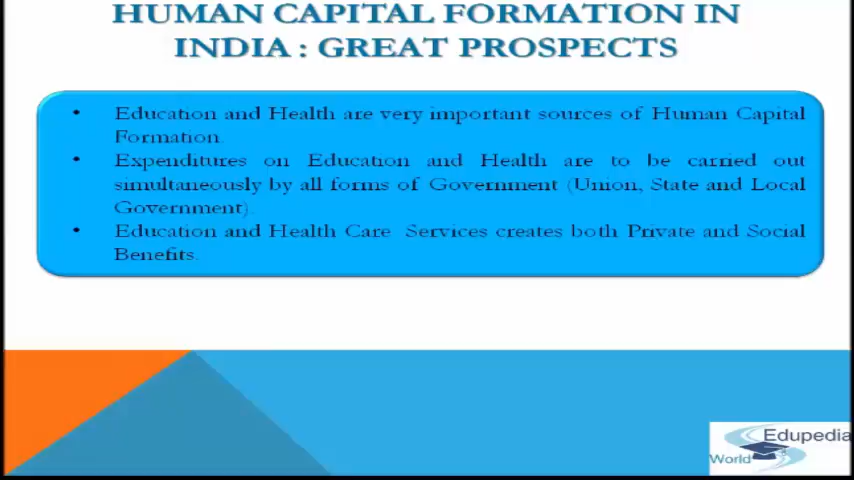 HUMAN CAPITAL FORMATION IN
INDIA : GREAT PROSPECTS
• Education and Health are very important sources of Human Capital
Formation.
• Expenditures on Education and Health are to be carried out
simultaneously by all forms of Government (Union, State and Local
Government).
• Education and Health Care Services creates both Private and Social
Benefits.
Edupedia
World